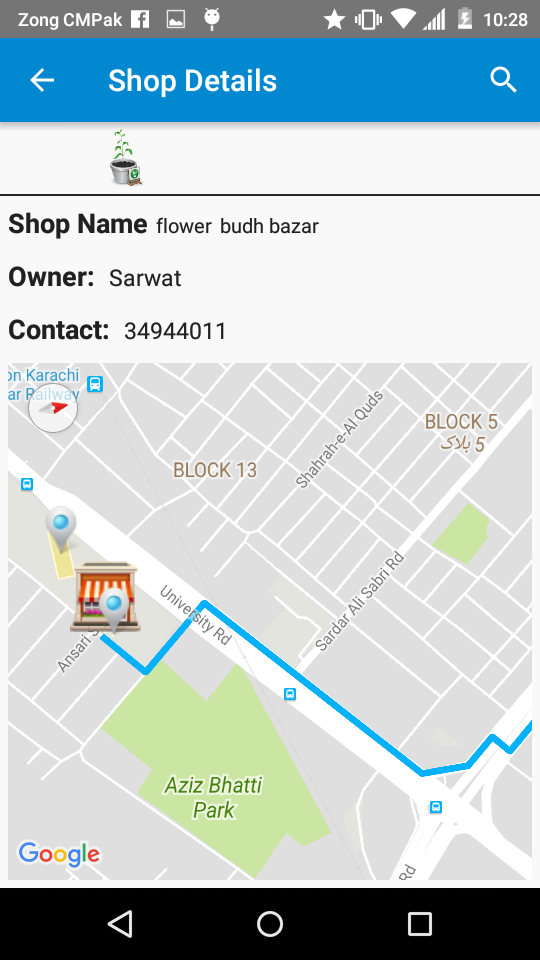 Zong CMPak 10:28
Shop Details
Shop Name flower budh bazar
Owner: Sarwat
Contact: 34944011
on Karachi
ar Railway
BLOCK 5
5 بلاک
Shahrah-e-Al Quds
BLOCK 13
University Rd
Sardar Ali Sabri Rd
Ansari S
Aziz Bhatti
Park
Google
Rd